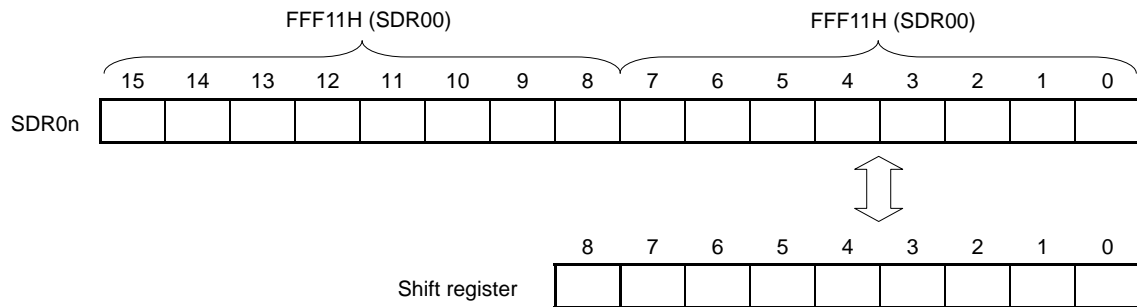 FFF11H (SDR00) FFF11H (SDR00)
15 14 13 12 11 10 9 8 7 6 5 4 3 2 1 0
SDR0n
8 7 6 5 4 3 2 1 0
Shift register